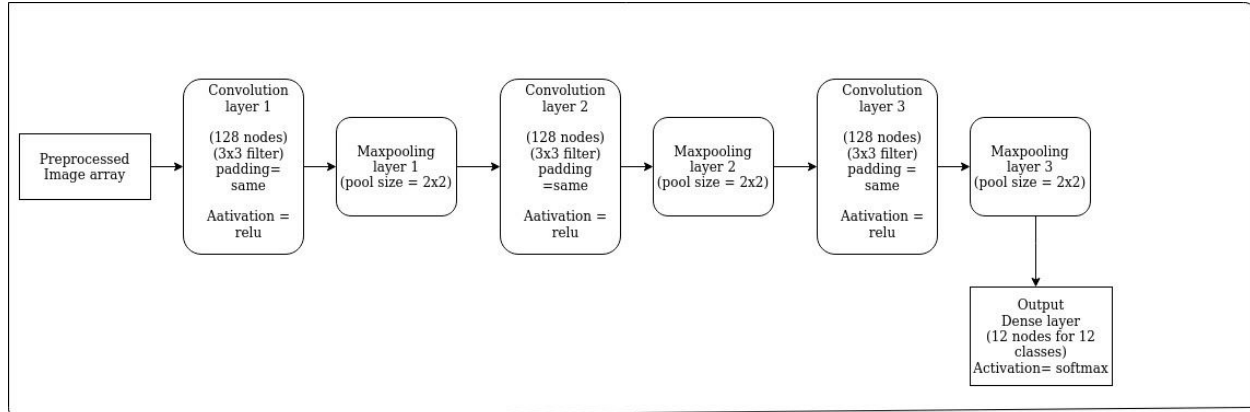 Preprocessed
Image array
Convolution
layer 1
(128 nodes)
(3x3 filter)
padding=
same
Aativation =
relu
Maxpooling
layer 1
(pool size = 2x2)
Convolution
layer 2
(128 nodes)
(3x3 filter)
padding
=same
Aativation =
relu
Maxpooling
layer 2
(pool size = 2x2)
Convolution
layer 3
(128 nodes)
(3x3 filter)
padding =
same
Aativation =
relu
Maxpooling
layer 3
(pool size = 2x2)
Output
Dense layer
(12 nodes for 12
classes)
Activation= softmax